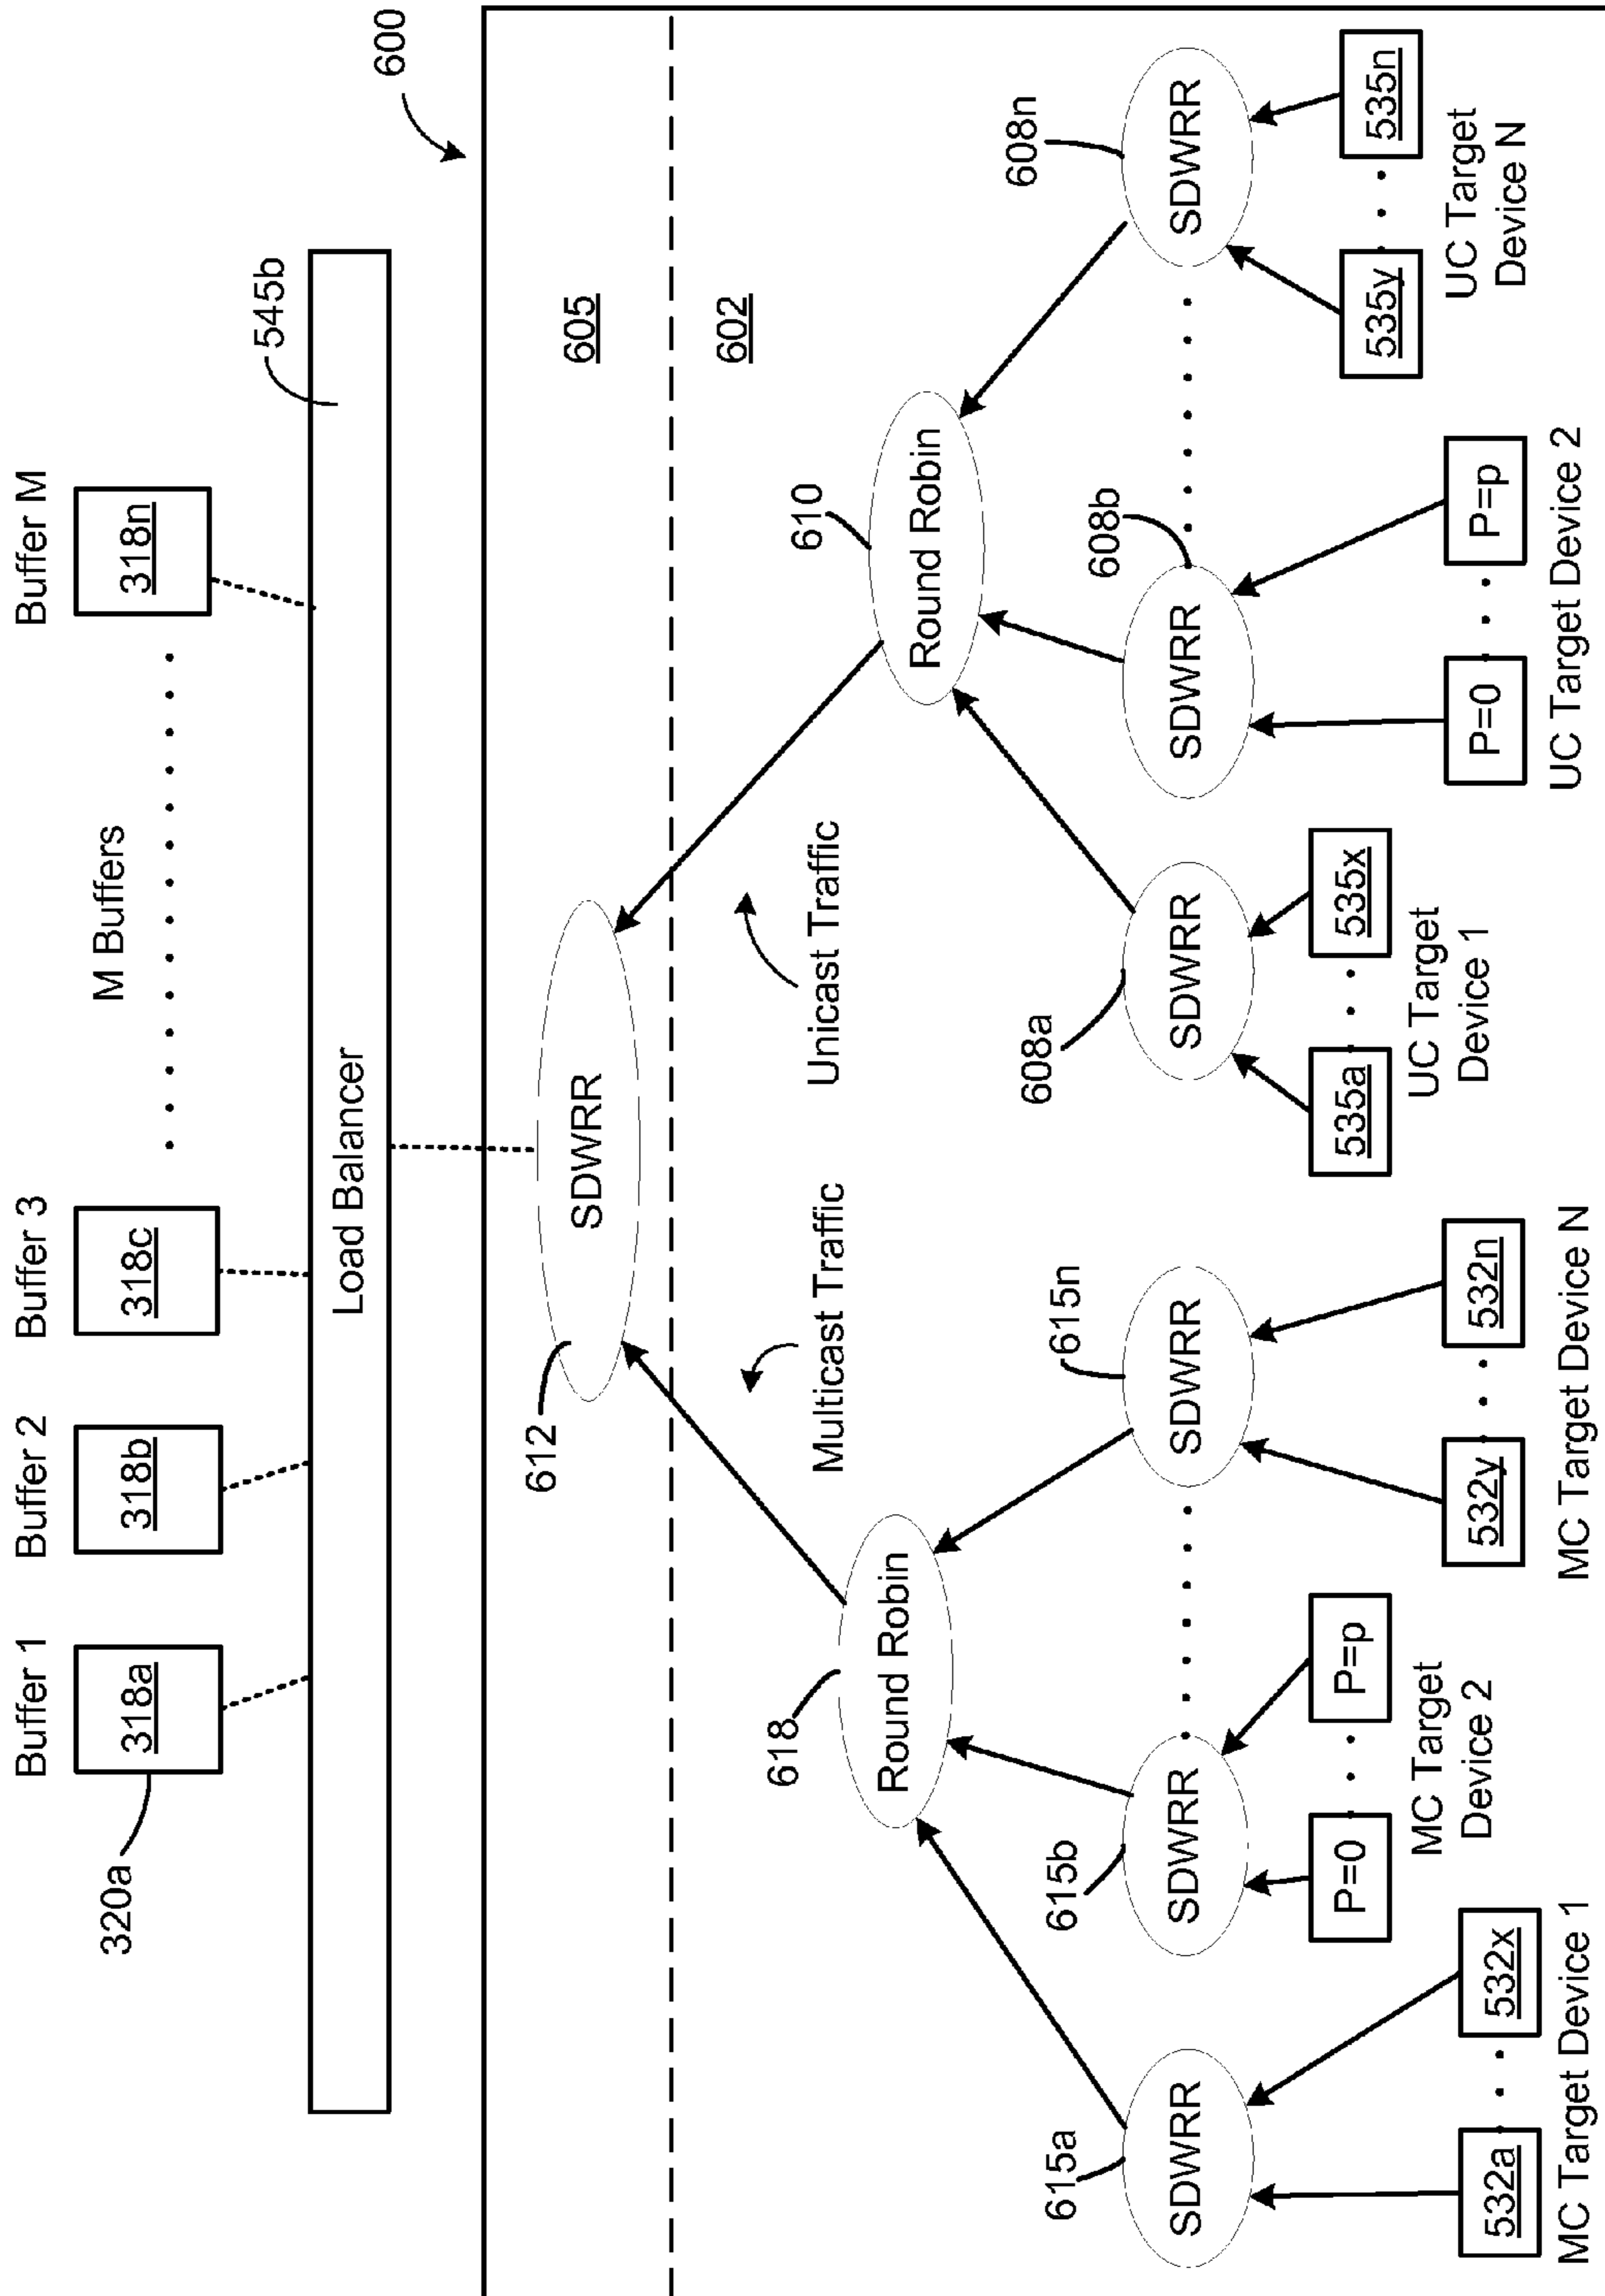 Buffer 1
Buffer 2
Buffer 3
M Buffers
Buffer M
318a
318b
318c
318n
320a
Load Balancer
545b
600
605
602
SDWRR
612
Multicast Traffic
Unicast Traffic
618
Round Robin
610
Round Robin
615a
SDWRR
615b
SDWRR
615n
SDWRR
608a
SDWRR
608b
SDWRR
608n
SDWRR
532a
532x
MC Target Device 1
P=0
P=p
MC Target
Device 2
532y
532n
MC Target Device N
535a
535x
UC Target
Device 1
P=0
P=p
UC Target Device 2
535y
535n
UC Target
Device N